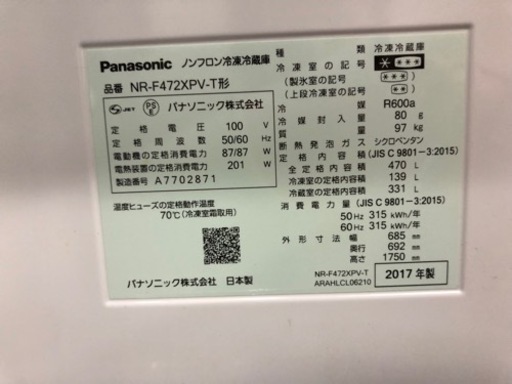 Panasonic ノンフロン冷凍冷蔵庫
品番 NR-F472XPV-T形
JET PSE パナソニック株式会社
定格電圧 100 V
定格周波数 50/60 Hz
電動機の定格消費電力 87/87 W
電熱装置の定格消費電力 201 W
製造番号 A7702871
温度ヒューズの定格動作温度
70℃(冷凍室霜取用)
パナソニック株式会社 日本製
種類 冷凍冷蔵庫
冷凍室の記号 * ***
(製氷室の記号) **
(上段冷凍室の記号) **
冷媒 R600a
冷媒封入量 80 g
質量 97 kg
断熱材発泡ガス シクロペンタン
定格内容積 (JIS C 9801-3:2015)
全定格内容積 470 L
冷凍室の定格内容積 139 L
冷蔵室の定格内容積 331 L
消費電力量 (JIS C 9801-3:2015)
50Hz 315 kWh/年
60Hz 315 kWh/年
外形寸法 幅 685 mm
奥行 692 mm
高さ 1750 mm
NR-F472XPV-T
ARAHLCL06210
2017年製